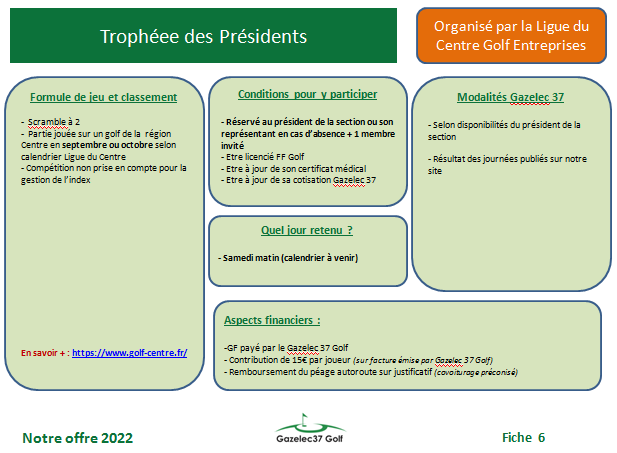 Trophéee des Présidents
Organisé par la Ligue du
Centre Golf Entreprises
Formule de jeu et classement
- Scramble à 2
- Partie jouée sur un golf de la région
Centre en septembre ou octobre selon
calendrier Ligue du Centre
- Compétition non prise en compte pour la
gestion de l'index
En savoir + : https://www.golf-centre.fr/
Conditions pour y participer
- Réservé au président de la section ou son
représentant en cas d'absence + 1 membre
invité
- Etre licencié FF Golf
- Etre à jour de son certificat médical
- Etre à jour de sa cotisation Gazelec 37
Quel jour retenu ?
- Samedi matin (calendrier à venir)
Modalités Gazelec 37
- Selon disponibilités du président de la
section
- Résultat des journées publiés sur notre
site
Aspects financiers :
-GF payé par le Gazelec 37 Golf
- Contribution de 15€ par joueur (sur facture émise par Gazelec 37 Golf)
- Remboursement du péage autoroute sur justificatif (covoiturage préconisé)
Notre offre 2022
Gazelec37 Golf
Fiche 6